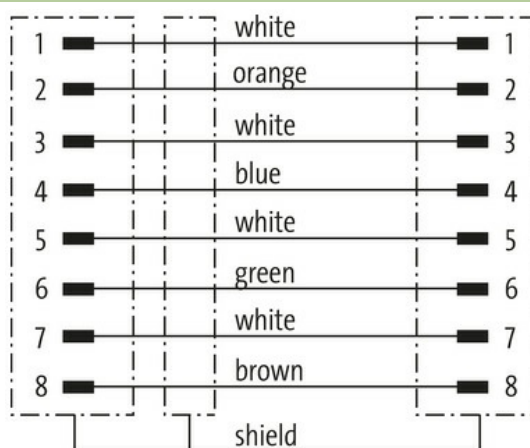 1 white 1
2 orange 2
3 white 3
4 blue 4
5 white 5
6 green 6
7 white 7
8 brown 8
shield